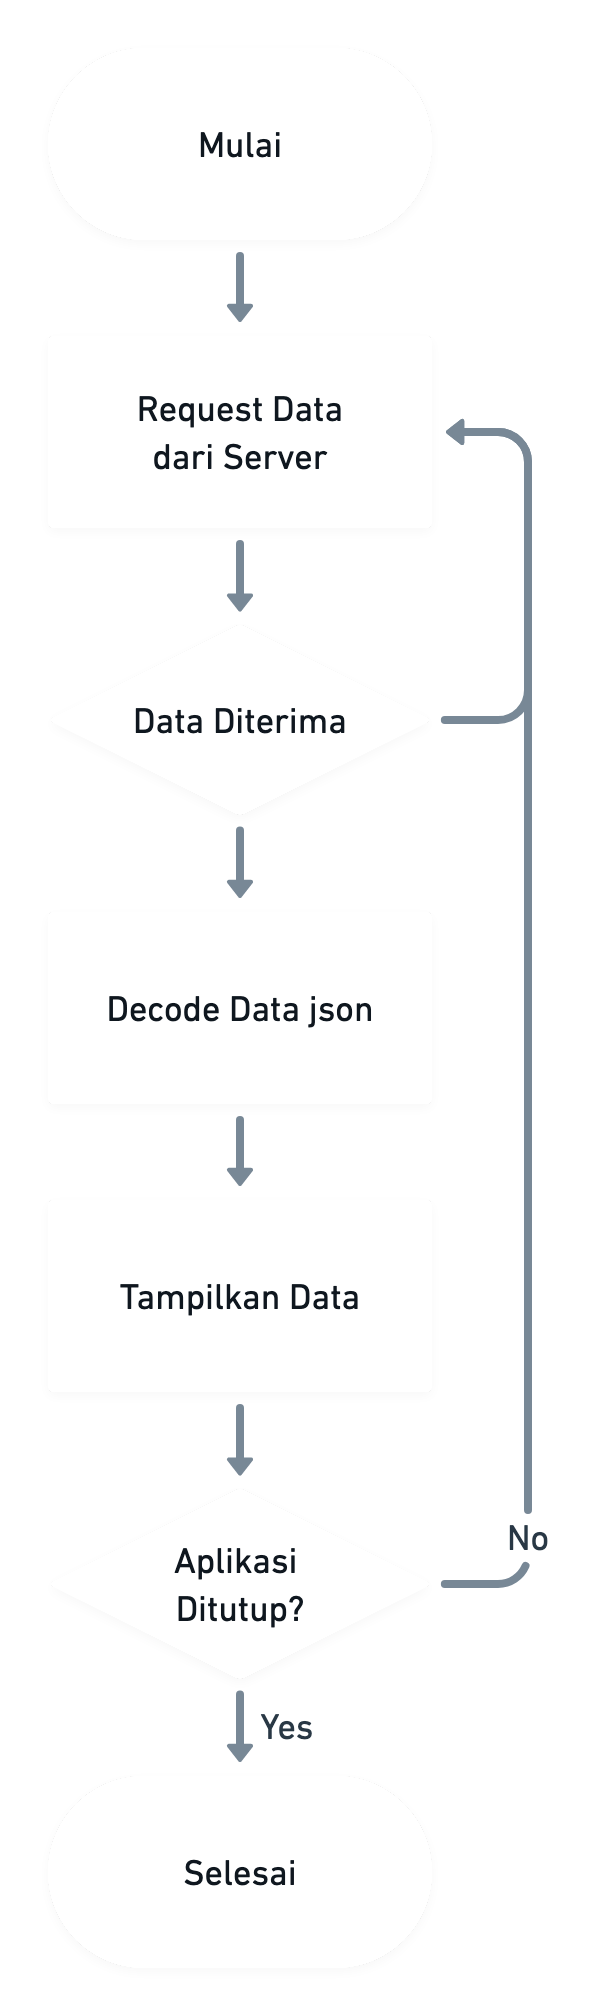 Mulai
Request Data
dari Server
Data Diterima
Decode Data json
Tampilkan Data
Aplikasi
Ditutup?
No
Yes
Selesai